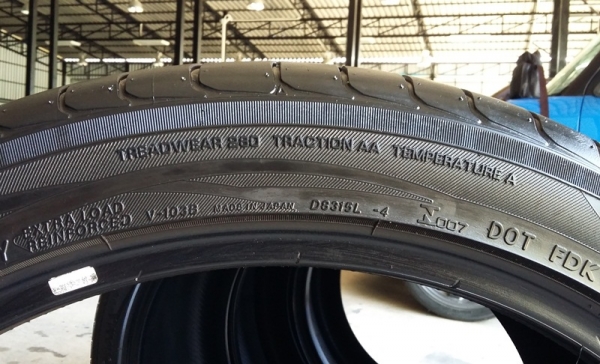 TREADWEAR 280 TRACTION AA TEMPERATURE A
Y EXTRA LOAD REINFORCED V-103B MADE IN JAPAN D6315L -4 N007 DOT FDK